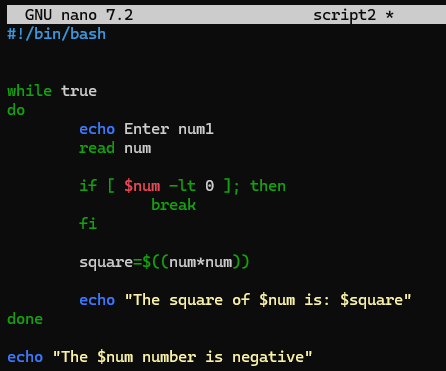 GNU nano 7.2 script2 *
#!/bin/bash
while true
do
echo Enter num1
read num
if [ $num -lt 0 ]; then
break
fi
square=$((num*num))
echo "The square of $num is: $square"
done
echo "The $num number is negative"